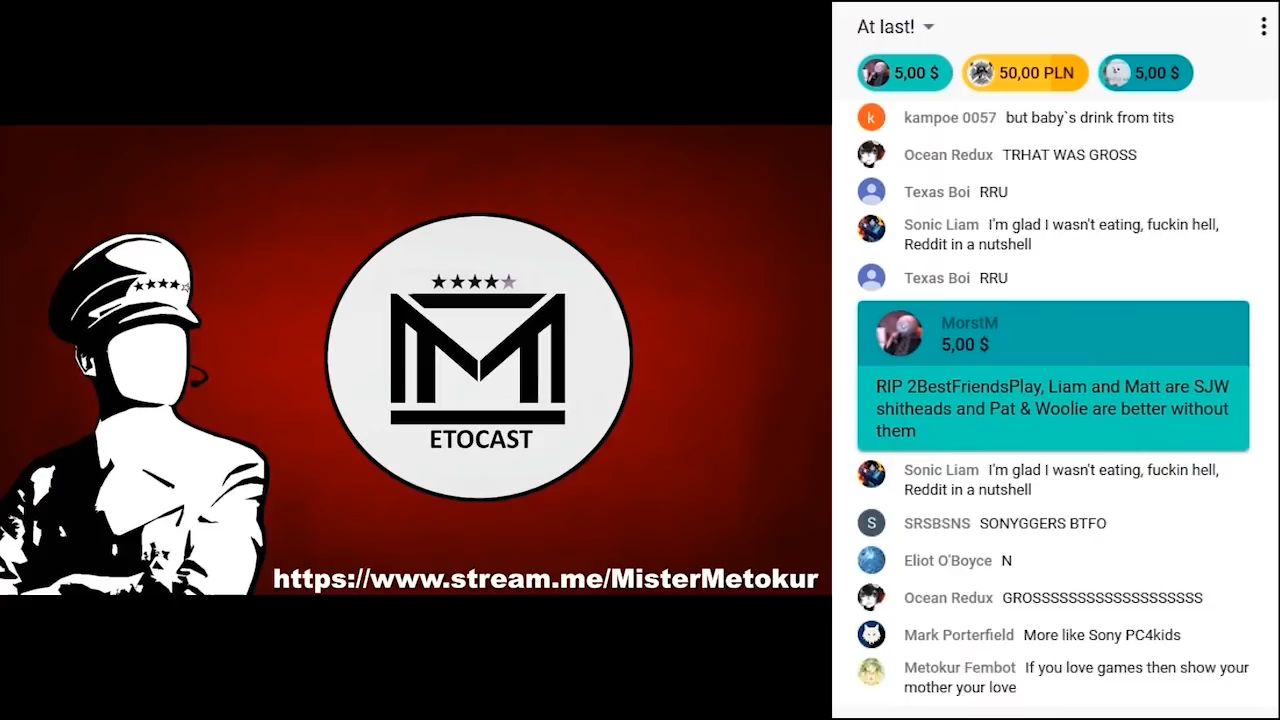 ★★★★☆
★★★★★
M
ETOCAST
https://www.stream.me/MisterMetokur
At last!
5,00 $
50,00 PLN
5,00 $
k
kampoe 0057 but baby`s drink from tits
Ocean Redux TRHAT WAS GROSS
Texas Boi RRU
Sonic Liam I'm glad I wasn't eating, fuckin hell,
Reddit in a nutshell
Texas Boi RRU
MorstM
5,00 $
RIP 2BestFriendsPlay, Liam and Matt are SJW
shitheads and Pat & Woolie are better without
them
Sonic Liam I'm glad I wasn't eating, fuckin hell,
Reddit in a nutshell
S
SRSBSNS SONYGGERS BTFO
Eliot O'Boyce N
Ocean Redux GROSSSSSSSSSSSSSSSSSSS
Mark Porterfield More like Sony PC4kids
Metokur Fembot If you love games then show your
mother your love